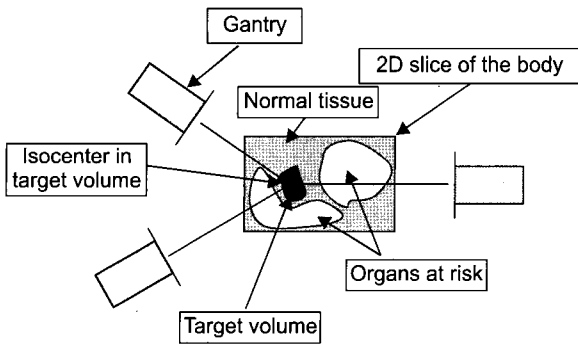 Gantry
2D slice of the body
Normal tissue
Isocenter in
target volume
Organs at risk
Target volume